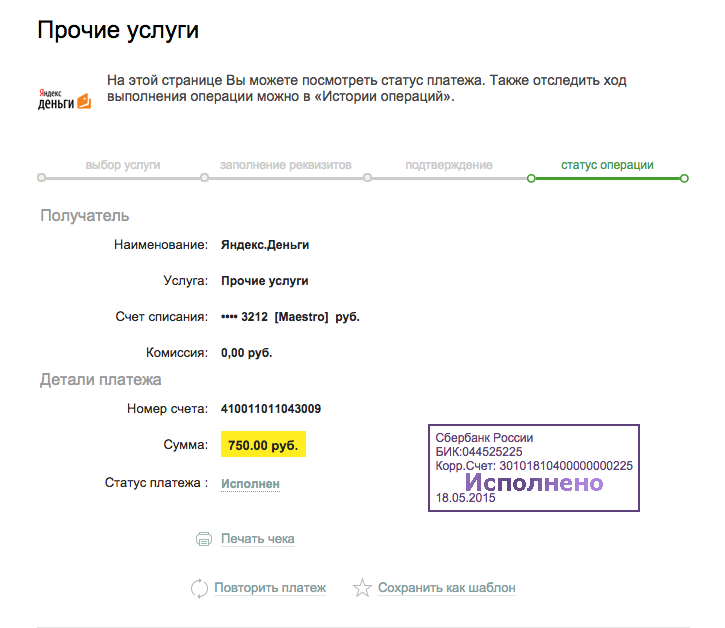 Прочие услуги
Яндекс
деньги
На этой странице Вы можете посмотреть статус платежа. Также отследить ход
выполнения операции можно в «Истории операций».
выбор услуги
заполнение реквизитов
подтверждение
статус операции
Получатель
Наименование: Яндекс.Деньги
Услуга: Прочие услуги
Счет списания: •••• 3212 [Maestro] руб.
Комиссия: 0,00 руб.
Детали платежа
Номер счета: 410011011043009
Сумма: 750.00 руб.
Статус платежа : Исполнен
Сбербанк России
БИК:044525225
Корр.Счет: 30101810400000000225
Исполнено
18.05.2015
Печать чека
Повторить платеж
Сохранить как шаблон